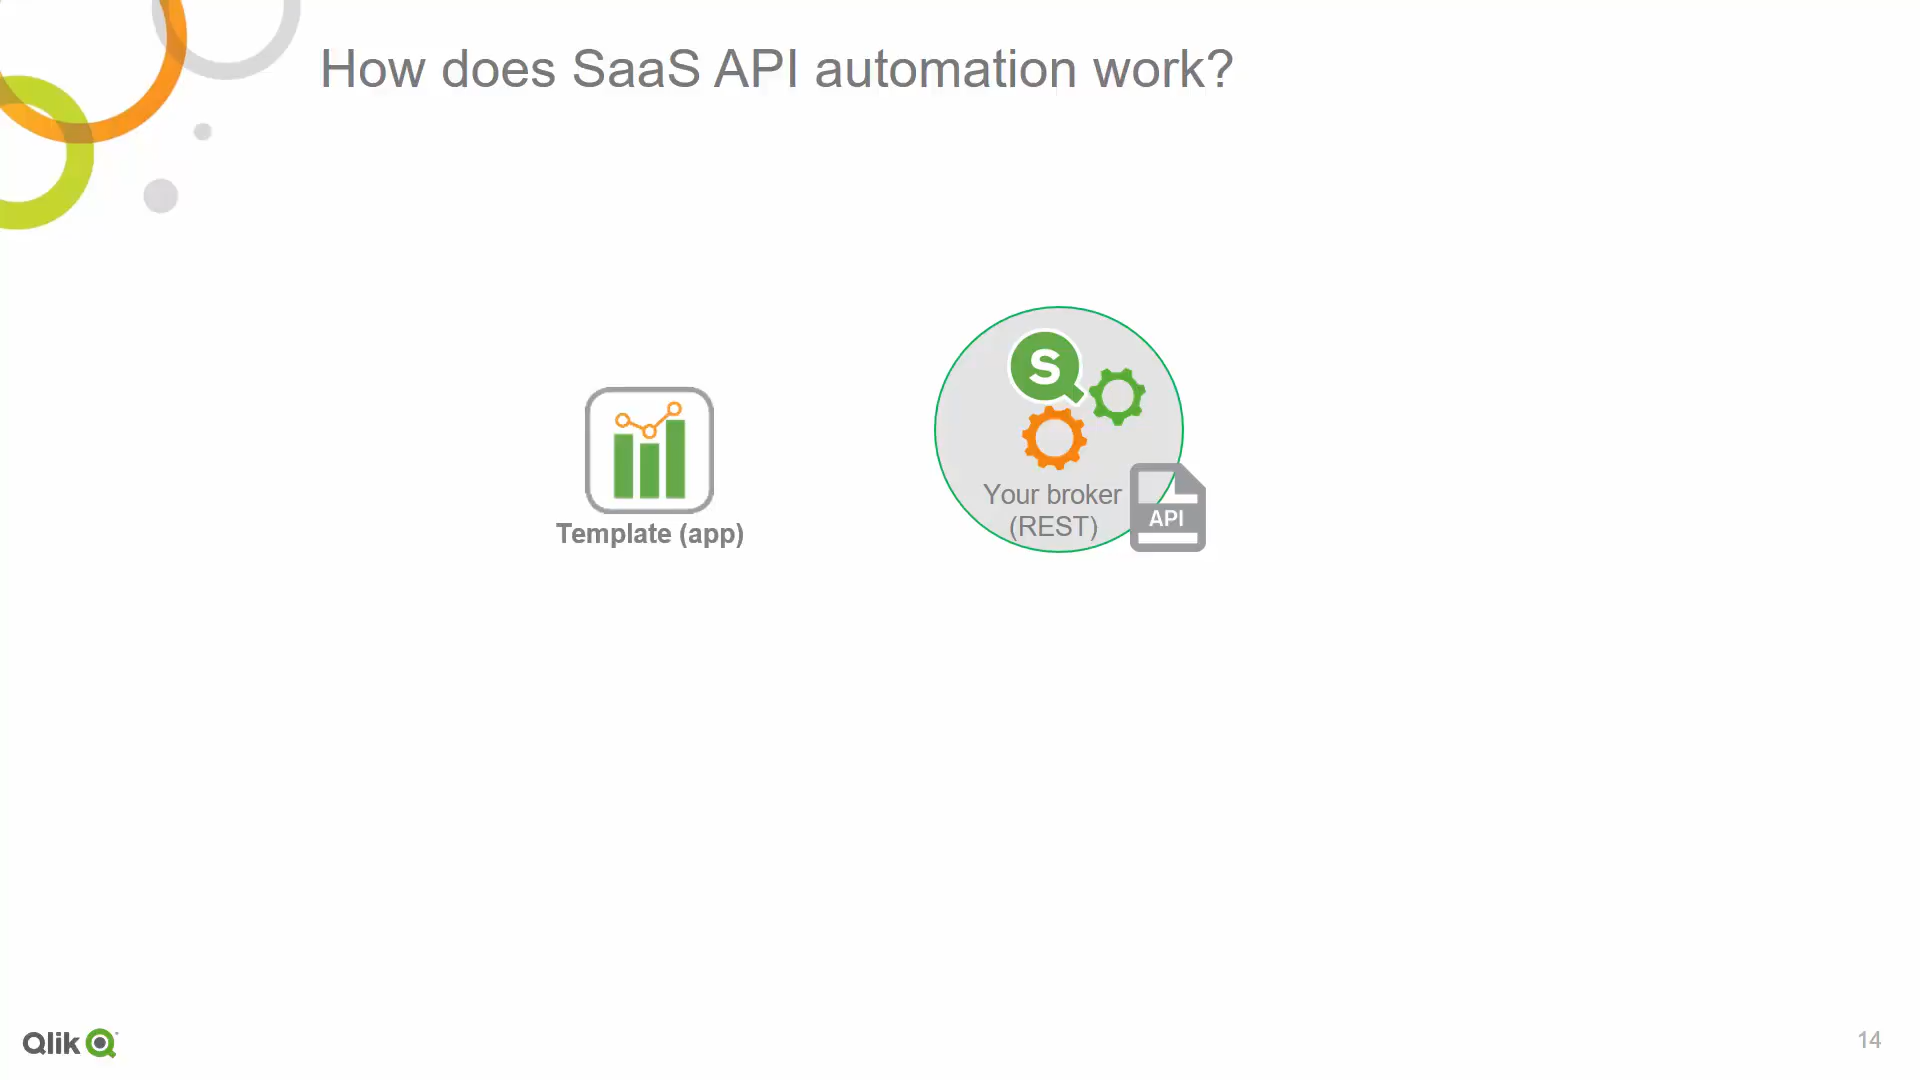 How does SaaS API automation work?
S
Your broker
(REST)
API
Template (app)
Qlik
14